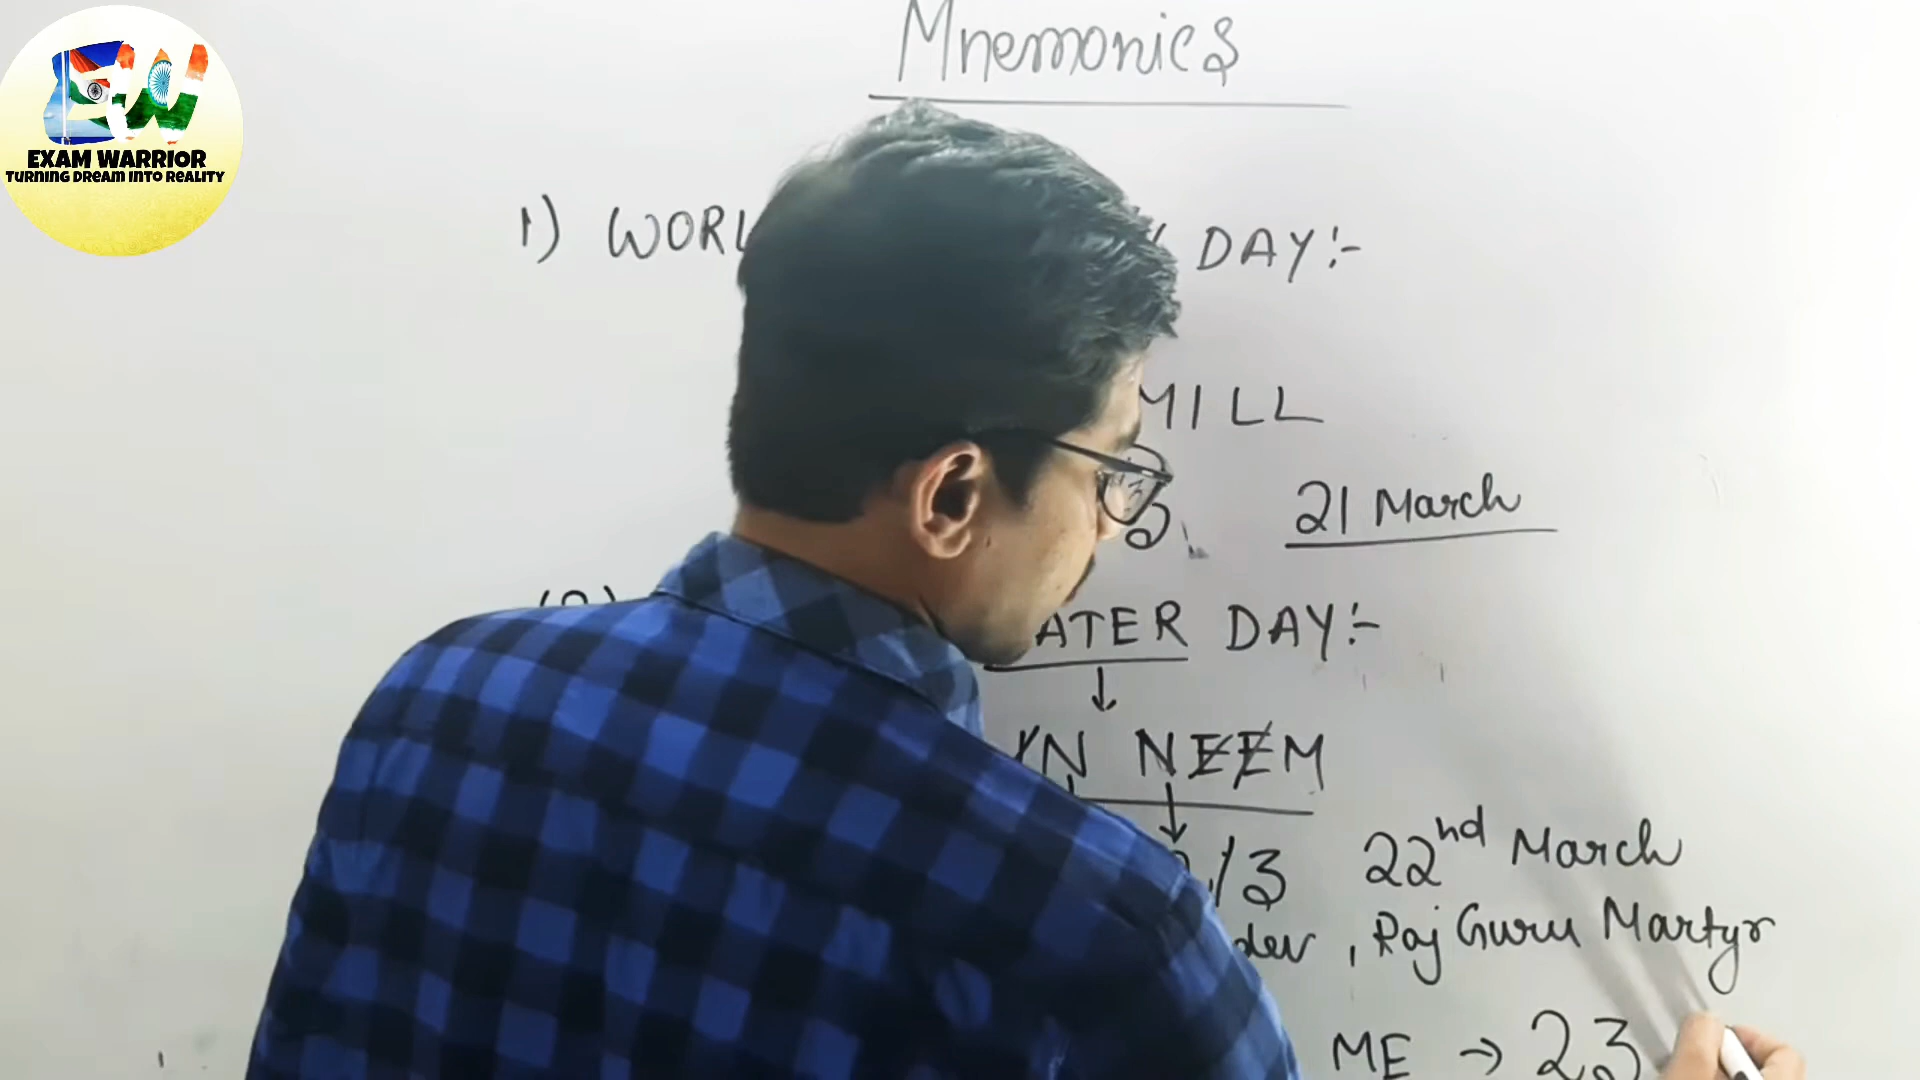 Mnemonics
EXAM WARRIOR
TURNING DREAM INTO REALITY
1) WORL DAY:-
MILL
21 March
ATER DAY:-
N NEEM
/3 22nd March
dev, Raj Guru Martyr
ME → 23